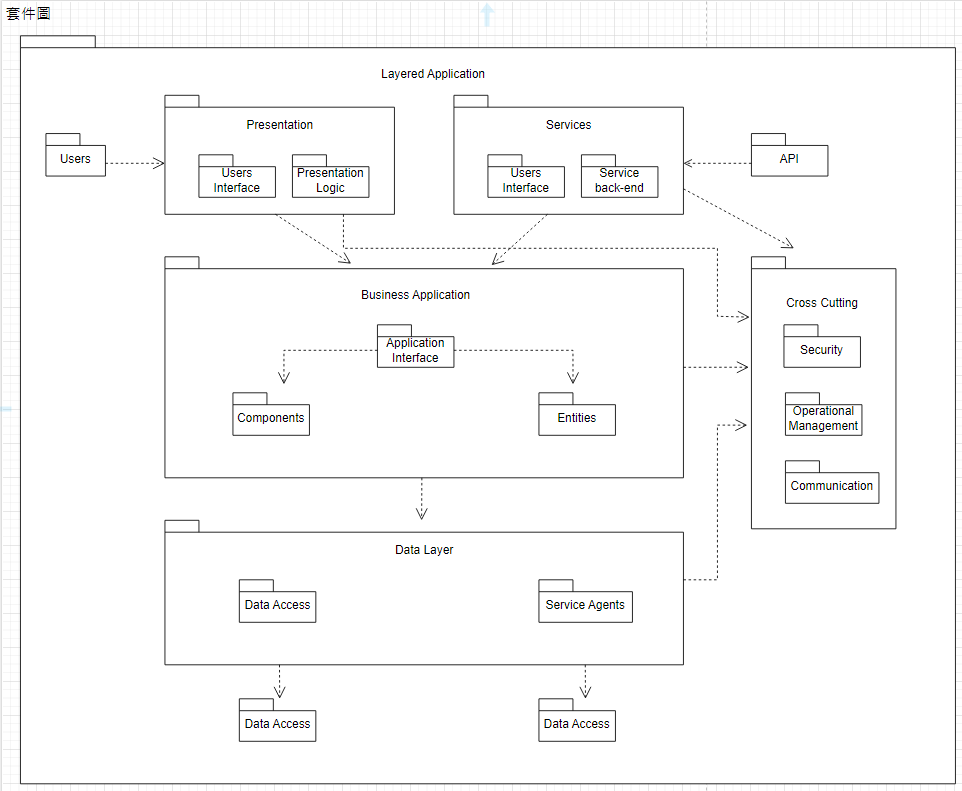 套件圖
Layered Application
Presentation
Services
Users
Users
Interface
Presentation
Logic
Users
Interface
Service
back-end
API
Business Application
Application
Interface
Components
Entities
Cross Cutting
Security
Operational
Management
Communication
Data Layer
Data Access
Service Agents
Data Access
Data Access